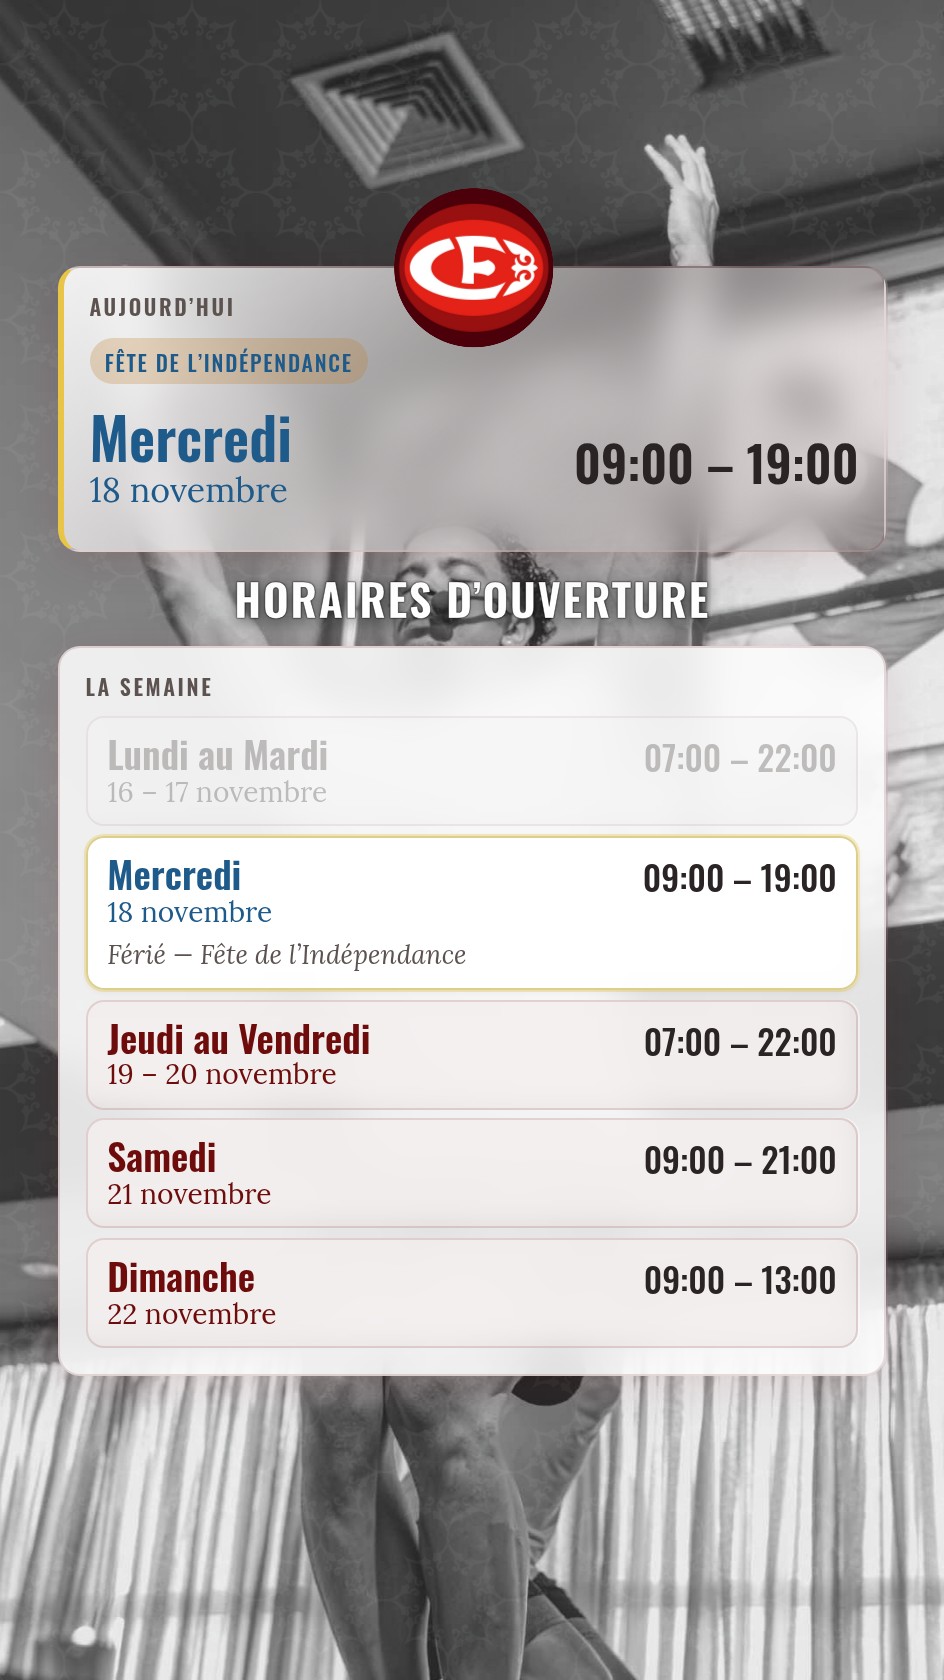 CF
AUJOURD’HUI
FÊTE DE L’INDÉPENDANCE
Mercredi
18 novembre
09:00 – 19:00
HORAIRES D’OUVERTURE
LA SEMAINE
Lundi au Mardi
07:00 – 22:00
16 – 17 novembre
Mercredi
09:00 – 19:00
18 novembre
Férié — Fête de l’Indépendance
Jeudi au Vendredi
07:00 – 22:00
19 – 20 novembre
Samedi
09:00 – 21:00
21 novembre
Dimanche
09:00 – 13:00
22 novembre